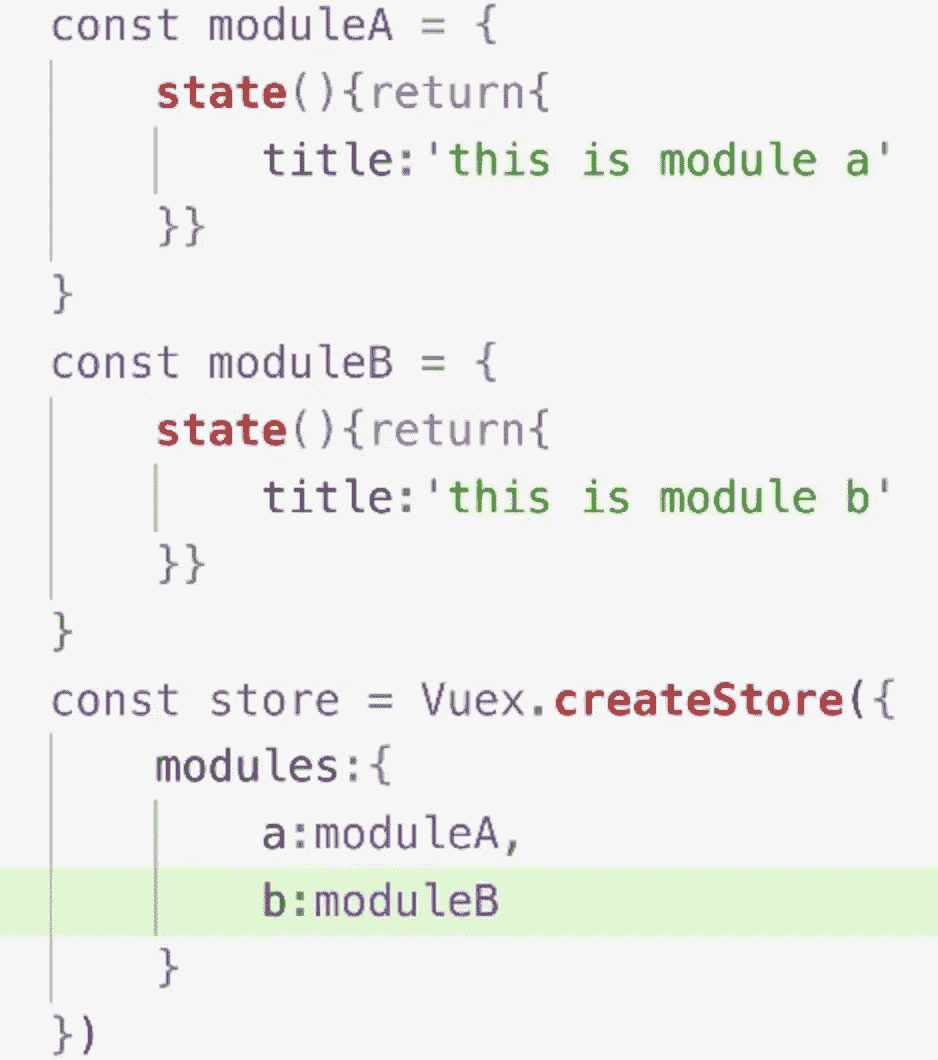 const moduleA = {
state(){return{
title:'this is module a'
}}
}
const moduleB = {
state(){return{
title:'this is module b'
}}
}
const store = Vuex.createStore({
modules:{
a:moduleA,
b:moduleB
}
})